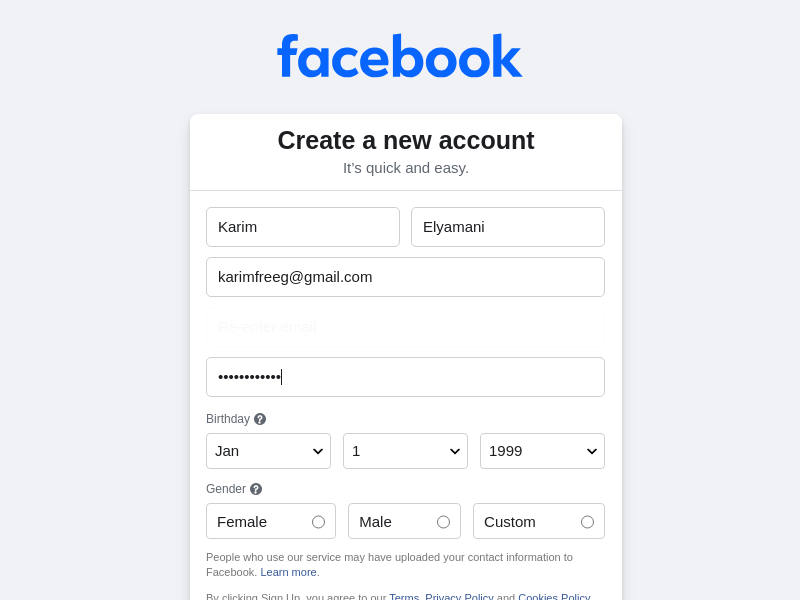 facebook
Create a new account
It's quick and easy.
Karim Elyamani
karimfreeg@gmail.com
Re-enter email
••••••••••••
Birthday
Jan 1 1999
Gender
Female Male Custom
People who use our service may have uploaded your contact information to
Facebook. Learn more.
By clicking Sign Up, you agree to our Terms, Privacy Policy and Cookies Policy.